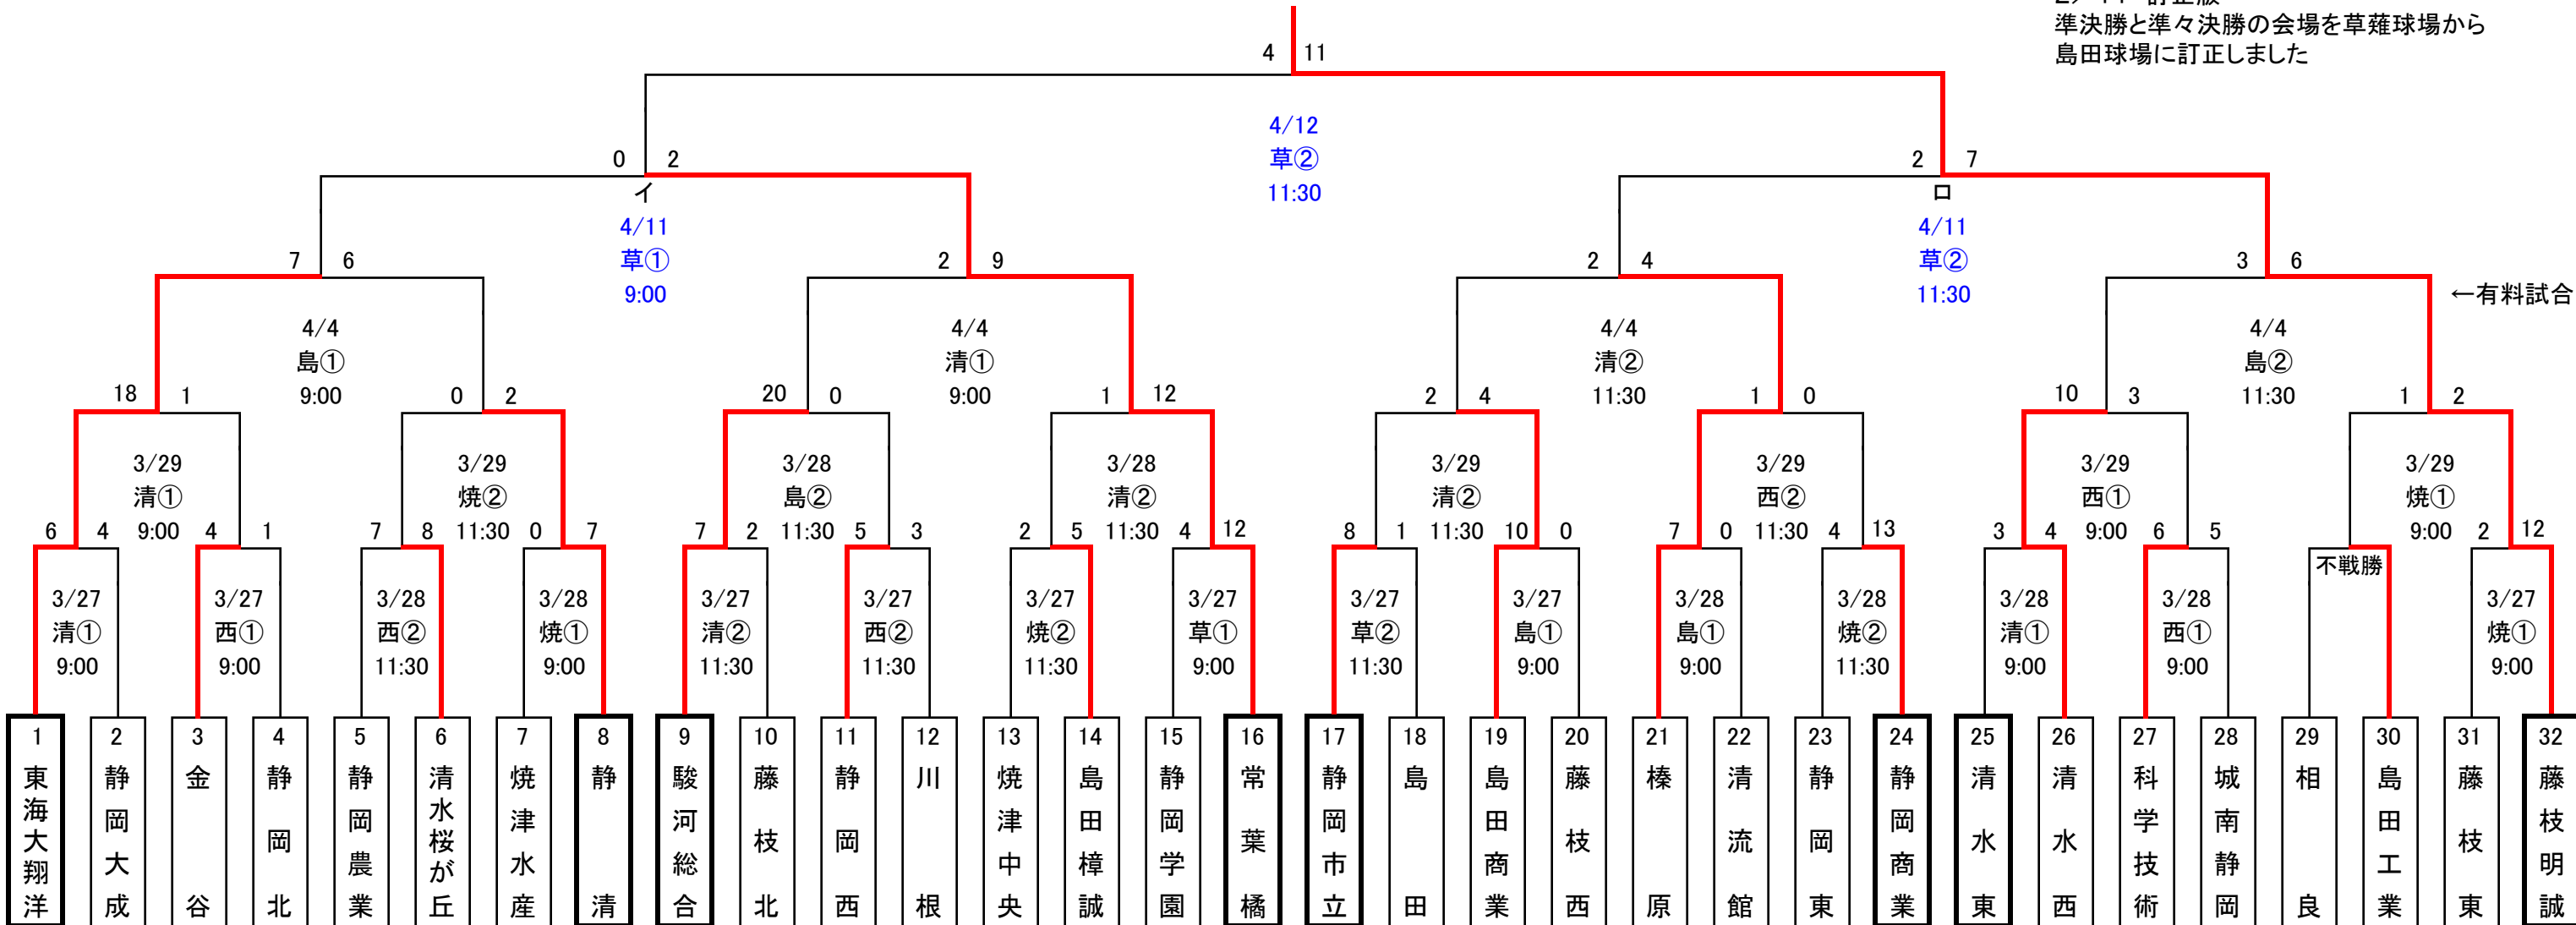 準決勝と準々決勝の会場を草薙球場から
島田球場に訂正しました
4 11
4/12
草②
11:30
0 2
イ
4/11
草①
9:00
2 7
ロ
4/11
草②
11:30
7 6
2 9
2 4
3 6
←有料試合
4/4
島①
9:00
4/4
清①
9:00
4/4
清②
11:30
4/4
島②
11:30
18 1
0 2
20 0
1 12
2 4
1 0
10 3
1 2
3/29
清①
9:00
3/29
焼②
11:30
3/28
島②
11:30
3/28
清②
11:30
3/29
清②
11:30
3/29
西②
11:30
3/29
西①
9:00
3/29
焼①
9:00
6 4
4 1
7 8
0 7
7 2
5 3
2 5
4 12
8 1
10 0
7 0
4 13
3 4
6 5
不戦勝
2 12
3/27
清①
9:00
3/27
西①
9:00
3/28
西②
11:30
3/28
焼①
9:00
3/27
清②
11:30
3/27
西②
11:30
3/27
焼②
11:30
3/27
草①
9:00
3/27
草②
11:30
3/27
島①
9:00
3/28
島①
9:00
3/28
焼②
11:30
3/28
清①
9:00
3/28
西①
9:00
3/27
焼①
9:00
1
東海大翔洋
2
静岡大成
3
金谷
4
静岡北
5
静岡農業
6
清水桜が丘
7
焼津水産
8
静清
9
駿河総合
10
藤枝北
11
静岡西
12
川根
13
焼津中央
14
島田樟誠
15
静岡学園
16
常葉橘
17
静岡市立
18
島田
19
島田商業
20
藤枝西
21
榛原
22
清流館
23
静岡東
24
静岡商業
25
清水東
26
清水西
27
科学技術
28
城南静岡
29
相良
30
島田工業
31
藤枝東
32
藤枝明誠